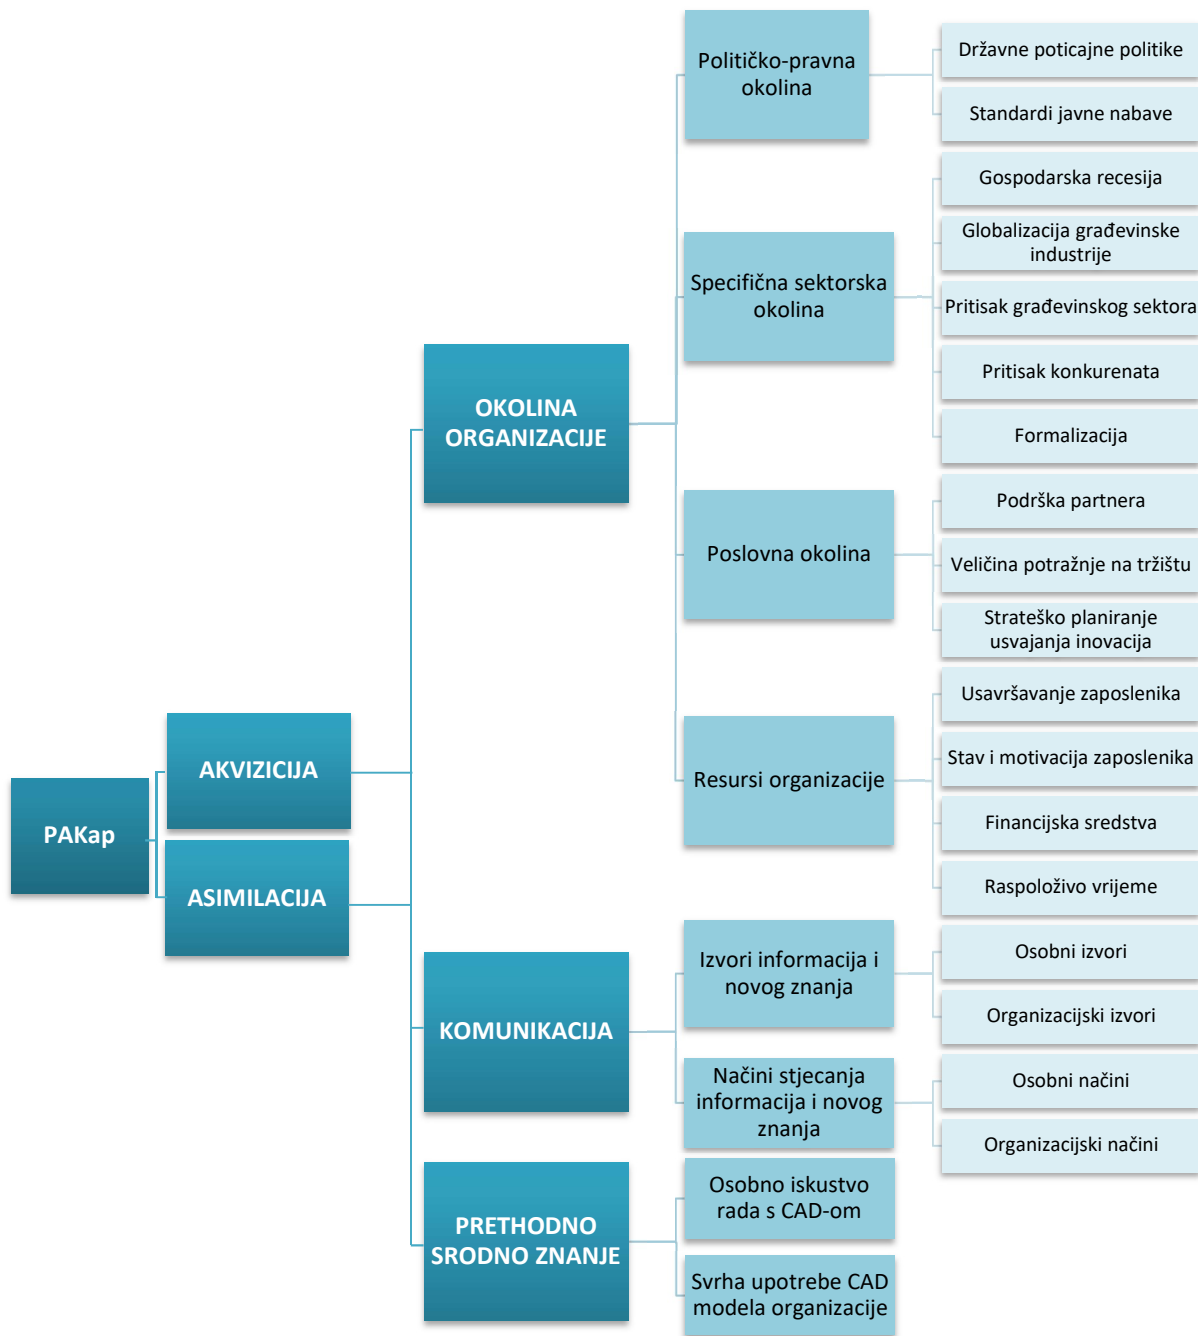 PAKap
AKVIZICIJA
ASIMILACIJA
OKOLINA
ORGANIZACIJE
Političko-pravna
okolina
Državne poticajne politike
Standardi javne nabave
Specifična sektorska
okolina
Gospodarska recesija
Globalizacija građevinske
industrije
Pritisak građevinskog sektora
Pritisak konkurenata
Formalizacija
Poslovna okolina
Podrška partnera
Veličina potražnje na tržištu
Strateško planiranje
usvajanja inovacija
Resursi organizacije
Usavršavanje zaposlenika
Stav i motivacija zaposlenika
Financijska sredstva
Raspoloživo vrijeme
KOMUNIKACIJA
Izvori informacija i
novog znanja
Osobni izvori
Organizacijski izvori
Načini stjecanja
informacija i novog
znanja
Osobni načini
Organizacijski načini
PRETHODNO
SRODNO ZNANJE
Osobno iskustvo
rada s CAD-om
Svrha upotrebe CAD
modela organizacije